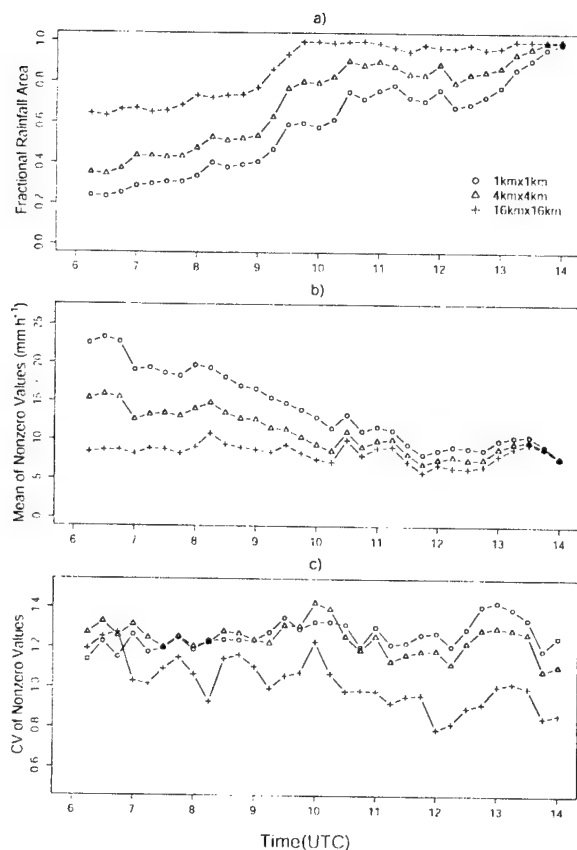 a)
Fractional Rainfall Area
1.0
0.8
0.6
0.4
0.2
0.0
1kmx1km
4kmx4km
16kmx16km
6 7 8 9 10 11 12 13 14
b)
Mean of Nonzero Values (mm h⁻¹)
25
20
15
10
5
0
6 7 8 9 10 11 12 13 14
c)
CV of Nonzero Values
1.4
1.2
1.0
0.8
0.6
6 7 8 9 10 11 12 13 14
Time(UTC)